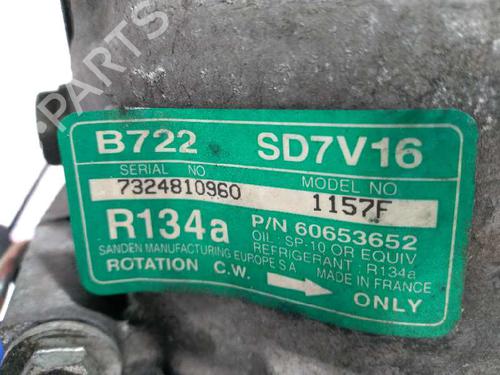 B722 SD7V16
SERIAL NO MODEL NO
7324810960 1157F
R134a P/N 60653652
OIL: SP-10 OR EQUIV
REFRIGERANT: R134a
SANDEN MANUFACTURING EUROPE S A MADE IN FRANCE
ROTATION C.W. ONLY